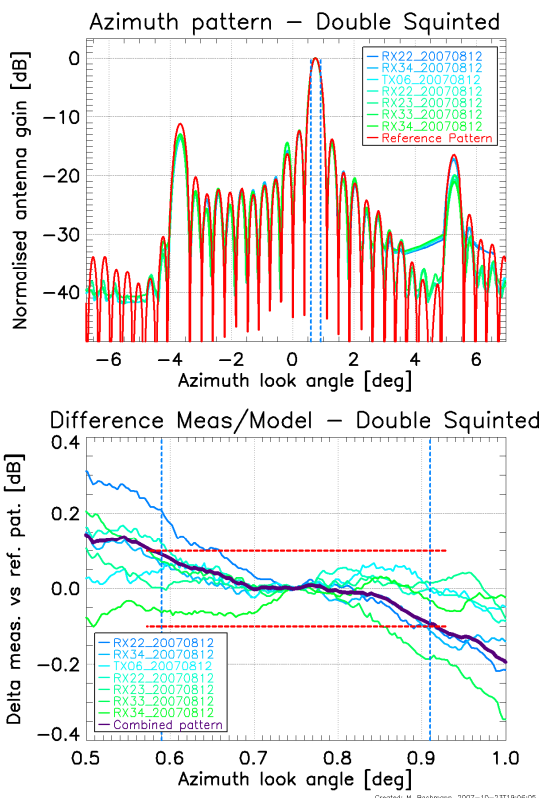 Azimuth pattern – Double Squinted
Normalised antenna gain [dB]
0
−10
−20
−30
−40
RX22_20070812
RX34_20070812
TX06_20070812
RX22_20070812
RX23_20070812
RX33_20070812
RX34_20070812
Reference Pattern
−6 −4 −2 0 2 4 6
Azimuth look angle [deg]
Difference Meas/Model – Double Squinted
Delta meas. vs ref. pat. [dB]
0.4
0.2
0.0
−0.2
−0.4
RX22_20070812
RX34_20070812
TX06_20070812
RX22_20070812
RX23_20070812
RX33_20070812
RX34_20070812
Combined pattern
0.5 0.6 0.7 0.8 0.9 1.0
Azimuth look angle [deg]